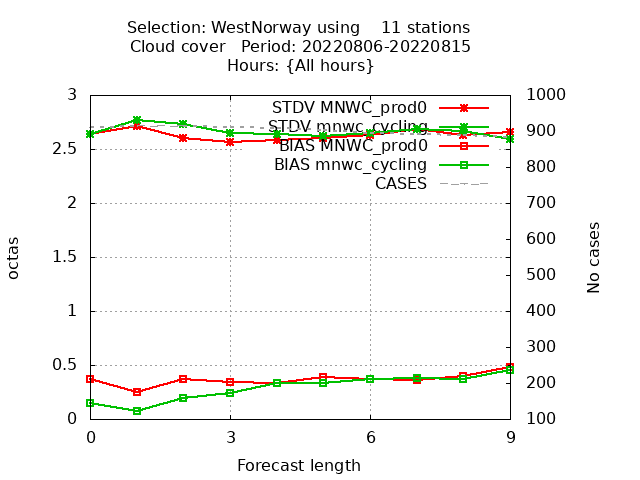 Selection: WestNorway using    11 stations
Cloud cover   Period: 20220806-20220815
Hours: {All hours}
3
2.5
2
1.5
1
0.5
0
octas
STDV MNWC_prod0
STDV mnwc_cycling
BIAS MNWC_prod0
BIAS mnwc_cycling
CASES
1000
900
800
700
600
500
400
300
200
100
No cases
0 3 6 9
Forecast length